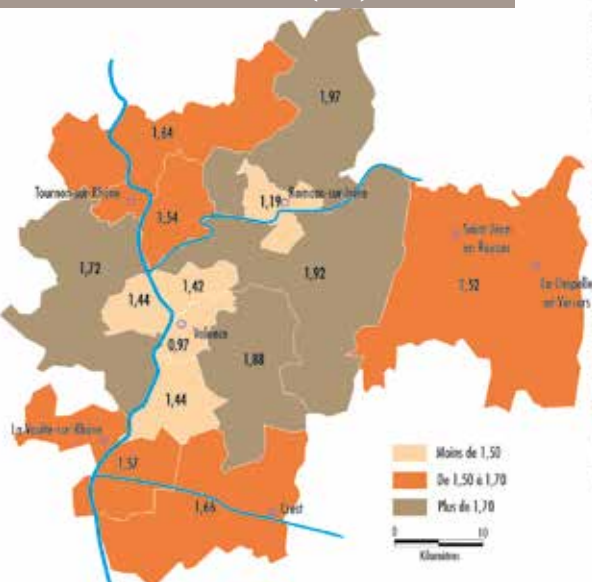 1,97
1,64
Tournon-sur-Rhône
1,19
Romans-sur-Isère
1,54
Saint Jean
en Royans
1,72
1,92
La Chapelle
en Vercors
1,52
1,44
1,42
Valence
0,97
1,88
1,44
La Voulte-sur-Rhône
1,57
1,66
Crest
Moins de 1,50
De 1,50 à 1,70
Plus de 1,70
0
10
Kilomètres